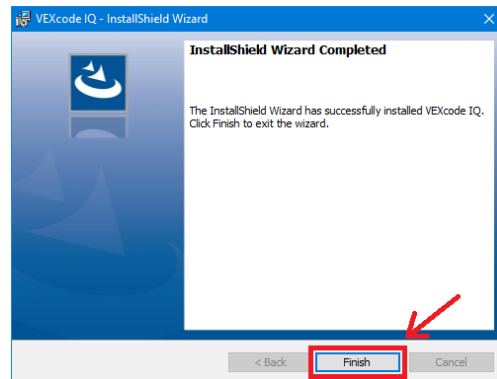 VEXcode IQ - InstallShield Wizard
InstallShield Wizard Completed
The InstallShield Wizard has successfully installed VEXcode IQ.
Click Finish to exit the wizard.
< Back
Finish
Cancel